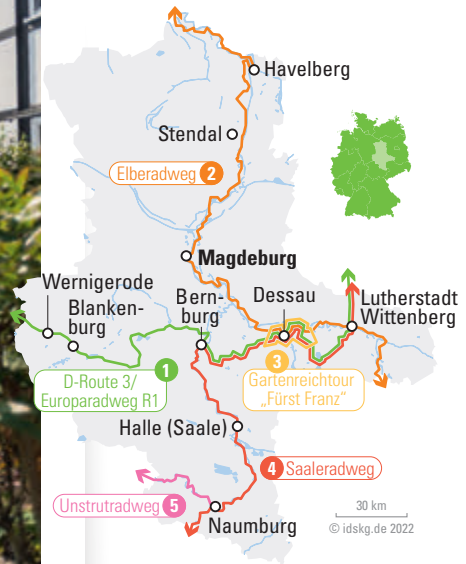 Havelberg
Stendal
Elberadweg 2
Magdeburg
Wernigerode
Blanken-
burg
Bern-
burg
Dessau
Lutherstadt
Wittenberg
1
D-Route 3/
Europaradweg R1
3
Gartenreichtour
„Fürst Franz“
Halle (Saale)
4 Saaleradweg
Unstrutradweg 5
Naumburg
30 km
© idskg.de 2022